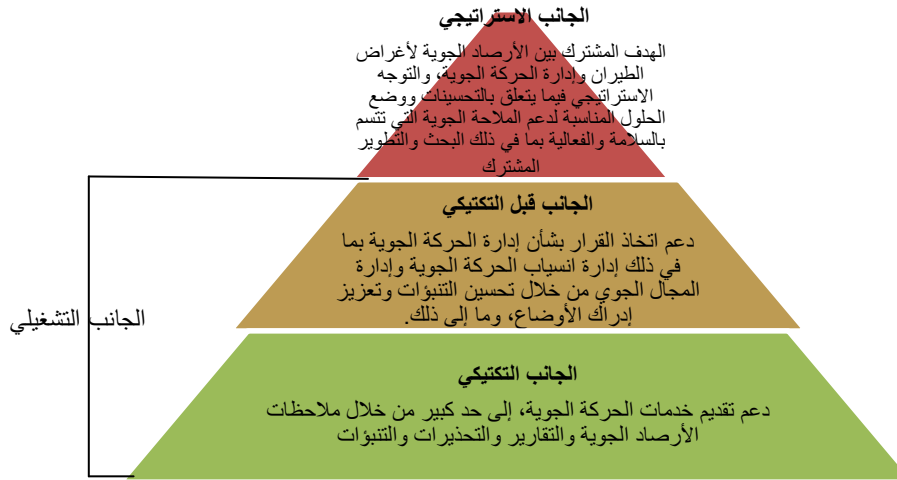 الجانب الاستراتيجي
الهدف المشترك بين الأرصاد الجوية لأغراض
الطيران وإدارة الحركة الجوية، والتوجه
الاستراتيجي فيما يتعلق بالتحسينات ووضع
الحلول المناسبة لدعم الملاحة الجوية التي تتسم
بالسلامة والفعالية بما في ذلك البحث والتطوير
المشترك
الجانب قبل التكتيكي
دعم اتخاذ القرار بشأن إدارة الحركة الجوية بما
في ذلك إدارة انسياب الحركة الجوية وإدارة
المجال الجوي من خلال تحسين التنبؤات وتعزيز
إدراك الأوضاع، وما إلى ذلك.
الجانب التشغيلي
الجانب التكتيكي
دعم تقديم خدمات الحركة الجوية، إلى حد كبير من خلال ملاحظات
الأرصاد الجوية والتقارير والتحذيرات والتنبؤات